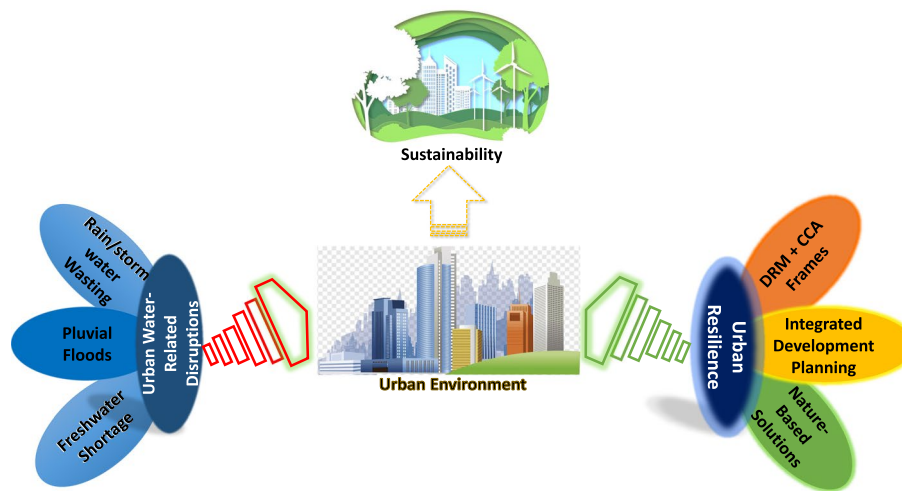 Sustainability
Rain/storm
water
Wasting
Pluvial
Floods
Freshwater
Shortage
Urban Water-
Related
Disruptions
Urban Environment
Urban
Resilience
DRM + CCA
Frames
Integrated
Development
Planning
Nature-
Based
Solutions